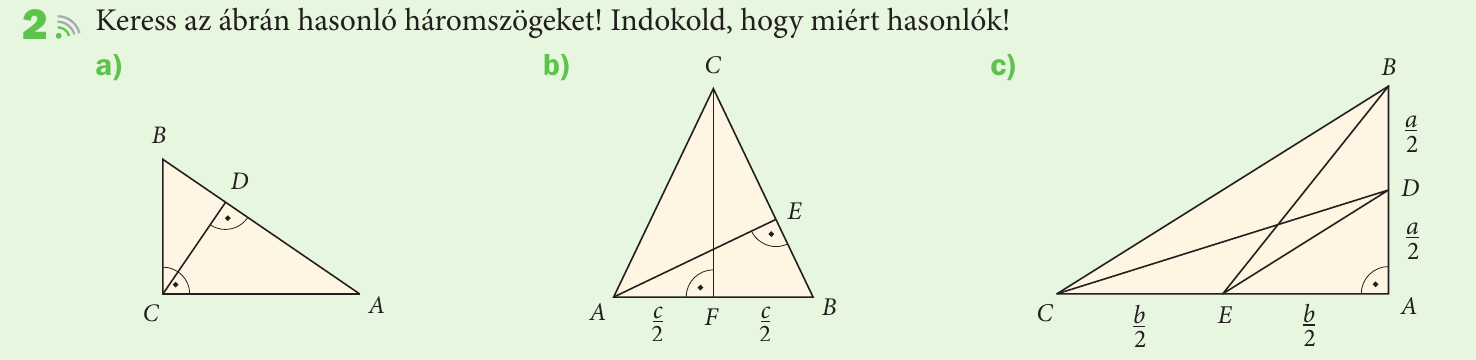 2 Keress az ábrán hasonló háromszögeket! Indokold, hogy miért hasonlók!
a)
B
D
C
A
b)
C
E
A
c/2
F
c/2
B
c)
B
a/2
D
a/2
C
b/2
E
b/2
A